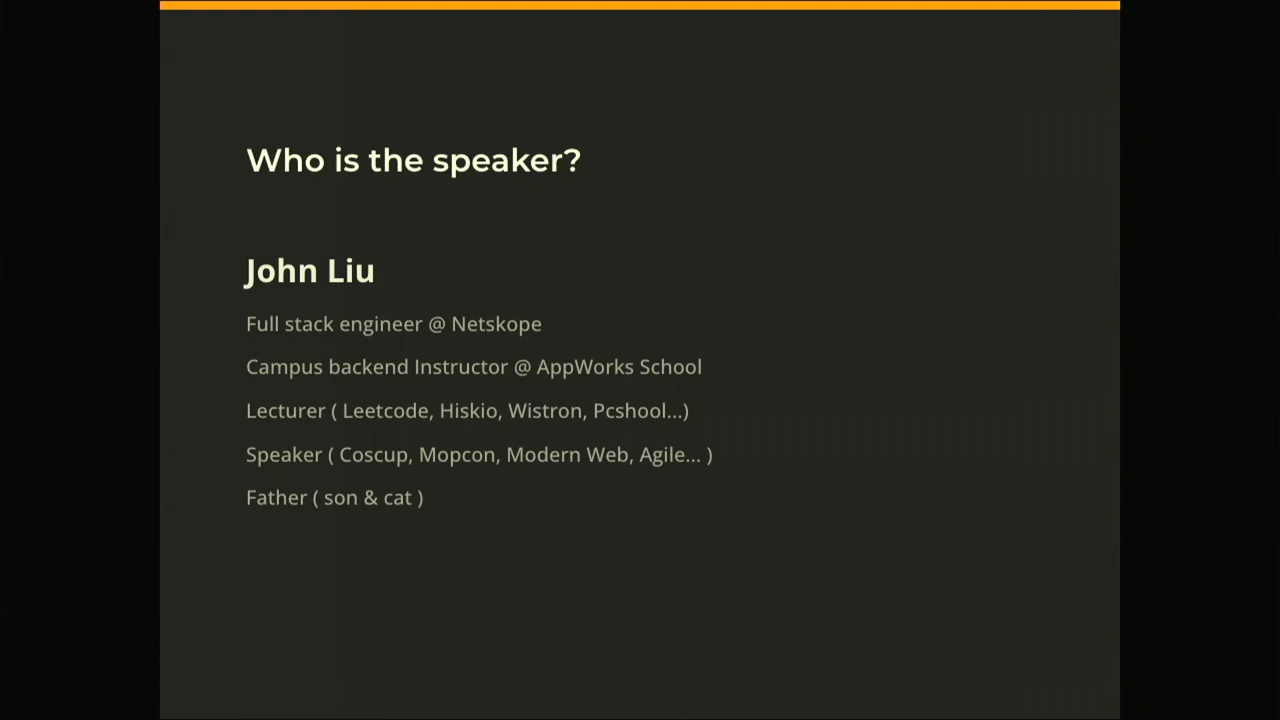 Who is the speaker?
John Liu
Full stack engineer @ Netskope
Campus backend Instructor @ AppWorks School
Lecturer ( Leetcode, Hiskio, Wistron, Pcshool...)
Speaker ( Coscup, Mopcon, Modern Web, Agile... )
Father ( son & cat )